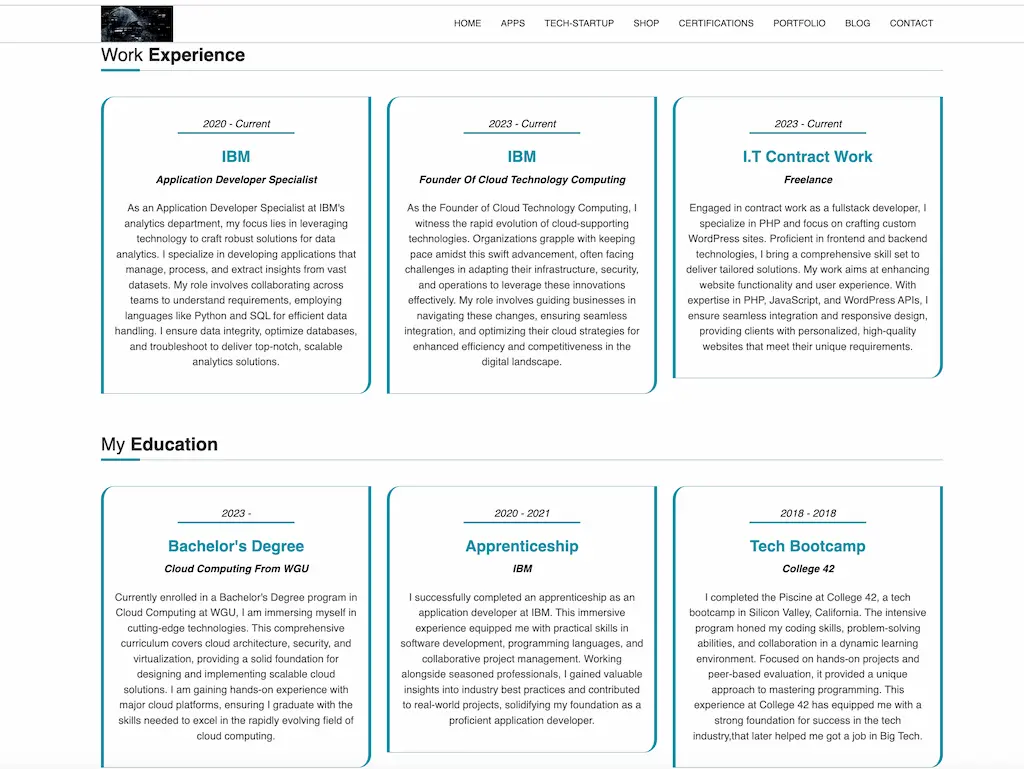 HOME APPS TECH-STARTUP SHOP CERTIFICATIONS PORTFOLIO BLOG CONTACT
Work Experience
2020 - Current
IBM
Application Developer Specialist
As an Application Developer Specialist at IBM's
analytics department, my focus lies in leveraging
technology to craft robust solutions for data
analytics. I specialize in developing applications that
manage, process, and extract insights from vast
datasets. My role involves collaborating across
teams to understand requirements, employing
languages like Python and SQL for efficient data
handling. I ensure data integrity, optimize databases,
and troubleshoot to deliver top-notch, scalable
analytics solutions.
2023 - Current
IBM
Founder Of Cloud Technology Computing
As the Founder of Cloud Technology Computing, I
witness the rapid evolution of cloud-supporting
technologies. Organizations grapple with keeping
pace amidst this swift advancement, often facing
challenges in adapting their infrastructure, security,
and operations to leverage these innovations
effectively. My role involves guiding businesses in
navigating these changes, ensuring seamless
integration, and optimizing their cloud strategies for
enhanced efficiency and competitiveness in the
digital landscape.
2023 - Current
I.T Contract Work
Freelance
Engaged in contract work as a fullstack developer, I
specialize in PHP and focus on crafting custom
WordPress sites. Proficient in frontend and backend
technologies, I bring a comprehensive skill set to
deliver tailored solutions. My work aims at enhancing
website functionality and user experience. With
expertise in PHP, JavaScript, and WordPress APIs, I
ensure seamless integration and responsive design,
providing clients with personalized, high-quality
websites that meet their unique requirements.
My Education
2023 -
Bachelor's Degree
Cloud Computing From WGU
Currently enrolled in a Bachelor's Degree program in
Cloud Computing at WGU, I am immersing myself in
cutting-edge technologies. This comprehensive
curriculum covers cloud architecture, security, and
virtualization, providing a solid foundation for
designing and implementing scalable cloud
solutions. I am gaining hands-on experience with
major cloud platforms, ensuring I graduate with the
skills needed to excel in the rapidly evolving field of
cloud computing.
2020 - 2021
Apprenticeship
IBM
I successfully completed an apprenticeship as an
application developer at IBM. This immersive
experience equipped me with practical skills in
software development, programming languages, and
collaborative project management. Working
alongside seasoned professionals, I gained valuable
insights into industry best practices and contributed
to real-world projects, solidifying my foundation as a
proficient application developer.
2018 - 2018
Tech Bootcamp
College 42
I completed the Piscine at College 42, a tech
bootcamp in Silicon Valley, California. The intensive
program honed my coding skills, problem-solving
abilities, and collaboration in a dynamic learning
environment. Focused on hands-on projects and
peer-based evaluation, it provided a unique
approach to mastering programming. This
experience at College 42 has equipped me with a
strong foundation for success in the tech
industry,that later helped me got a job in Big Tech.